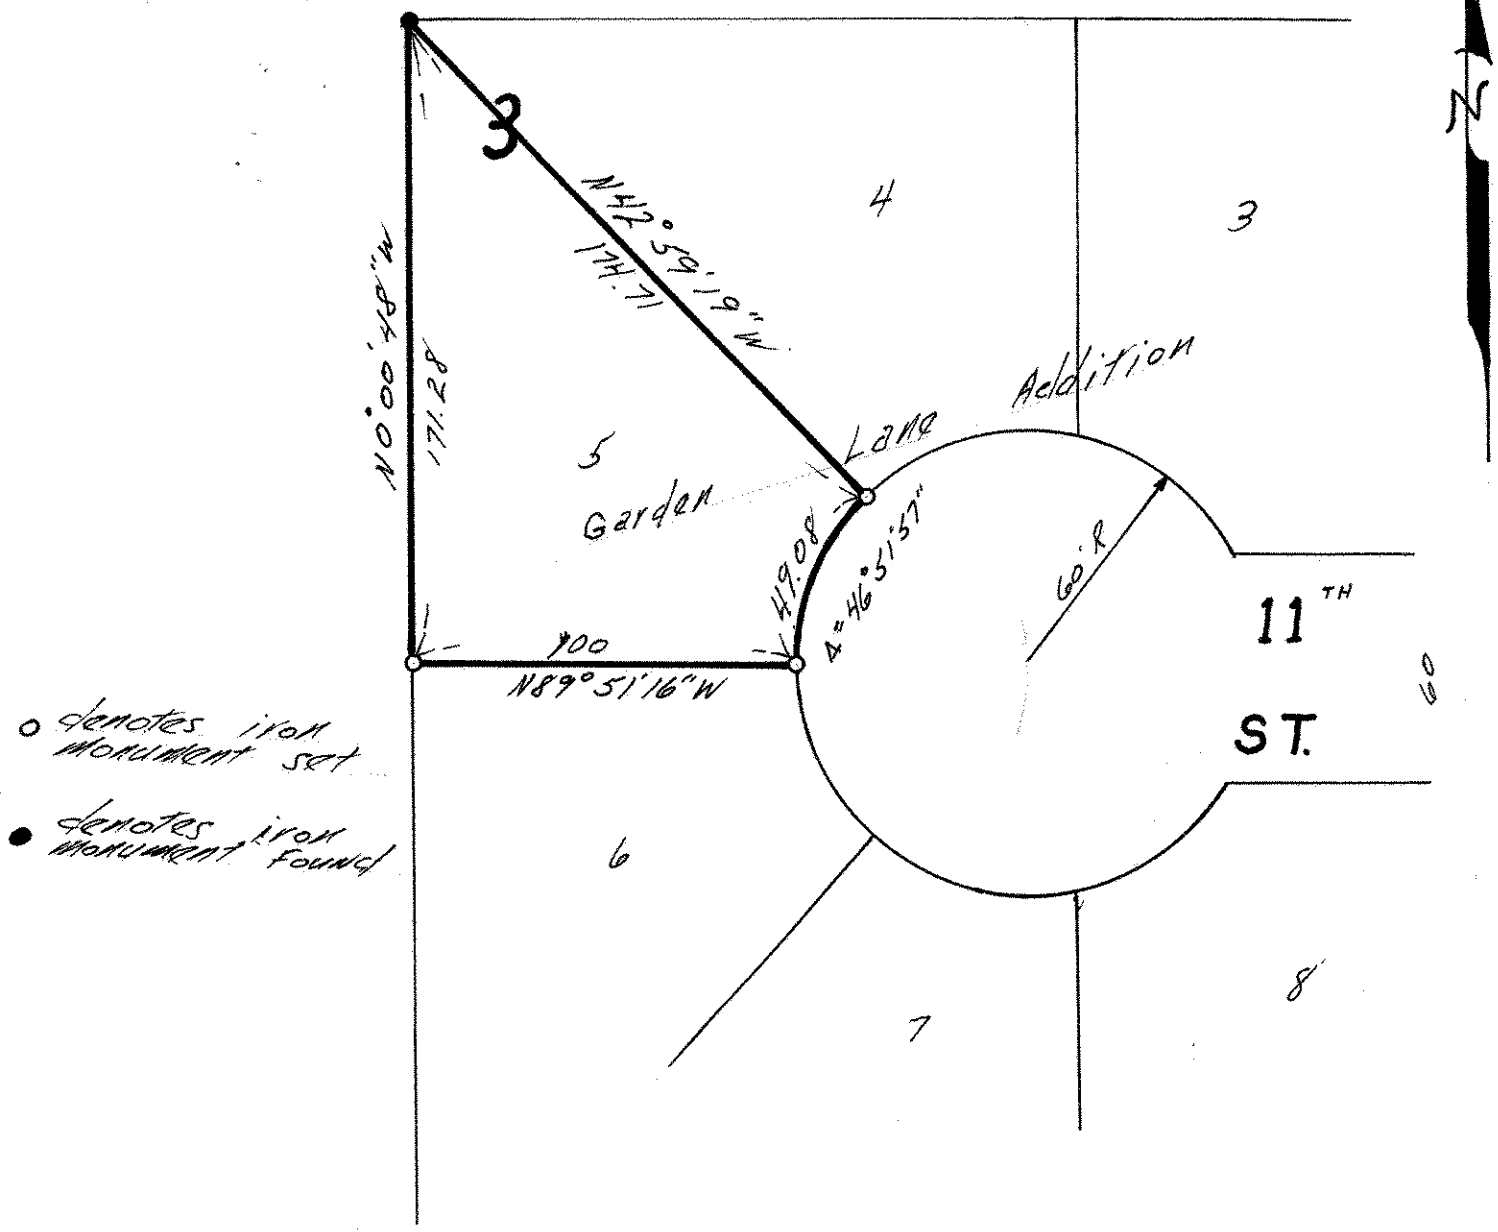 3
N
4
3
N42°59'19"W
174.71
N0°00'48"W
171.28
Garden Lane Addition
5
49.08
Δ=46°51'57"
60' R
11TH
ST.
60
100
N89°51'16"W
o denotes iron
monument set
● denotes iron
monument found
6
7
8